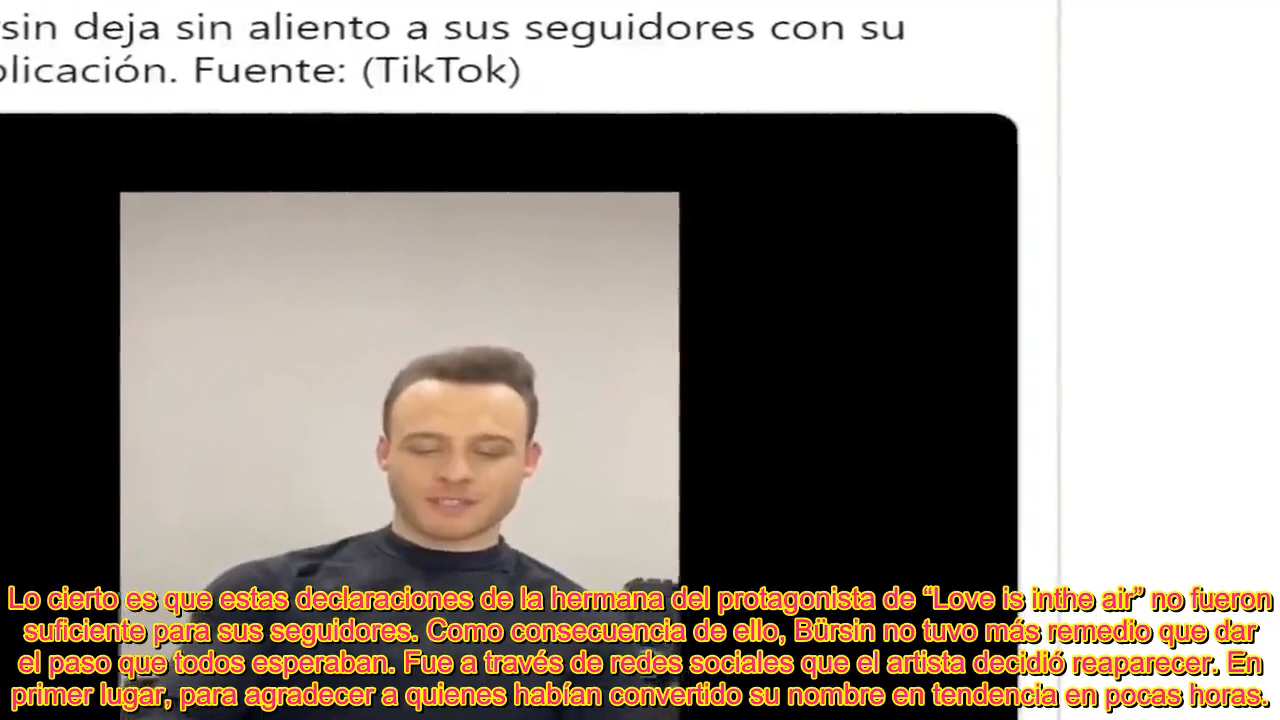 sin deja sin aliento a sus seguidores con su
licación. Fuente: (TikTok)
Lo cierto es que estas declaraciones de la hermana del protagonista de “Love is inthe air” no fueron
suficiente para sus seguidores. Como consecuencia de ello, Bürsin no tuvo más remedio que dar
el paso que todos esperaban. Fue a través de redes sociales que el artista decidió reaparecer. En
primer lugar, para agradecer a quienes habían convertido su nombre en tendencia en pocas horas.